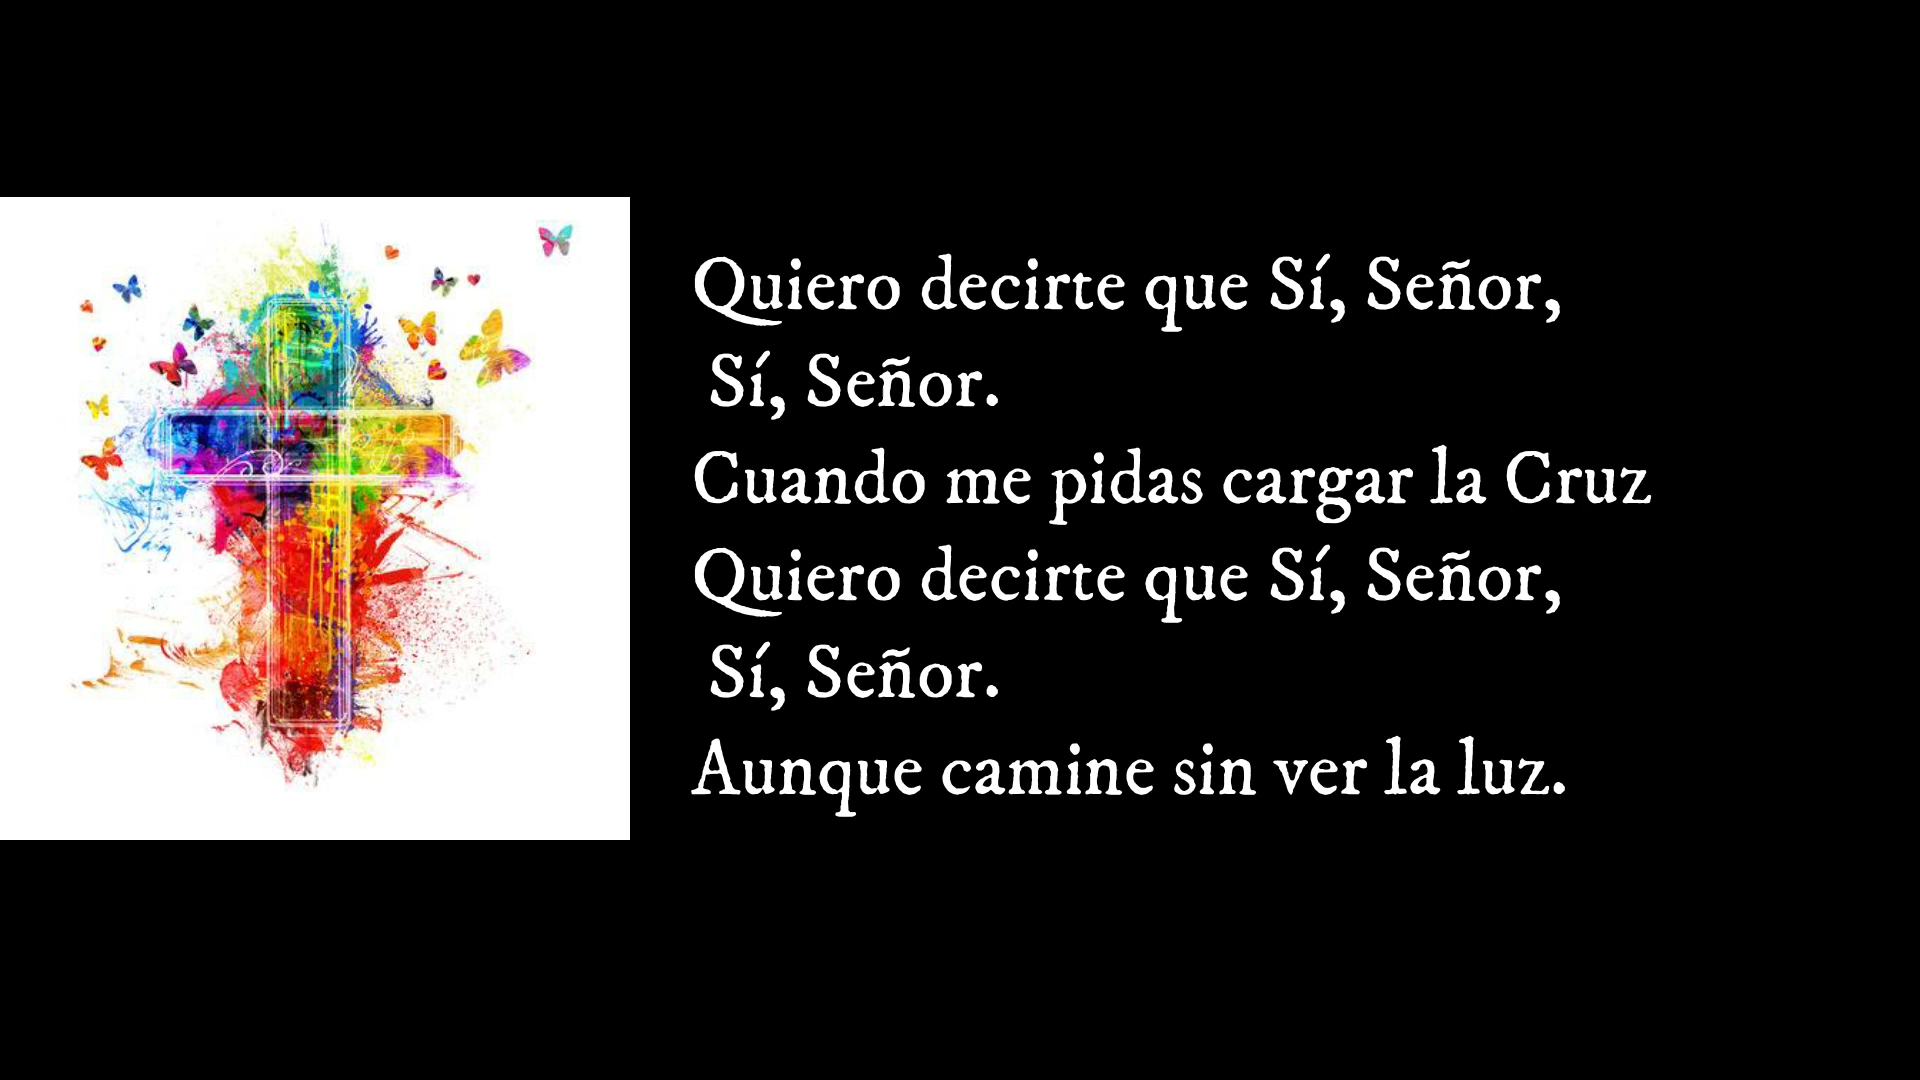 Quiero decirte que Sí, Señor,
Sí, Señor.
Cuando me pidas cargar la Cruz
Quiero decirte que Sí, Señor,
Sí, Señor.
Aunque camine sin ver la luz.